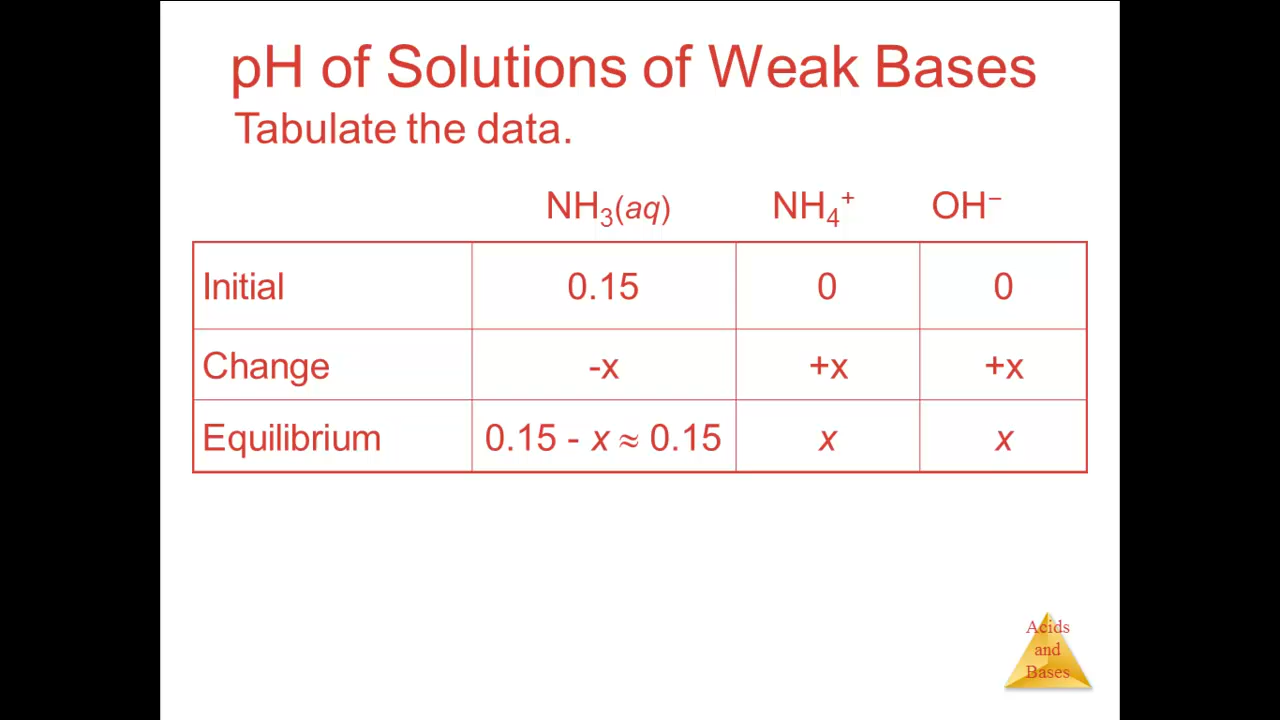 pH of Solutions of Weak Bases
Tabulate the data.
NH₃(aq) NH₄⁺ OH⁻
Initial 0.15 0 0
Change -x +x +x
Equilibrium 0.15 - x ≈ 0.15 x x
Acids
and
Bases